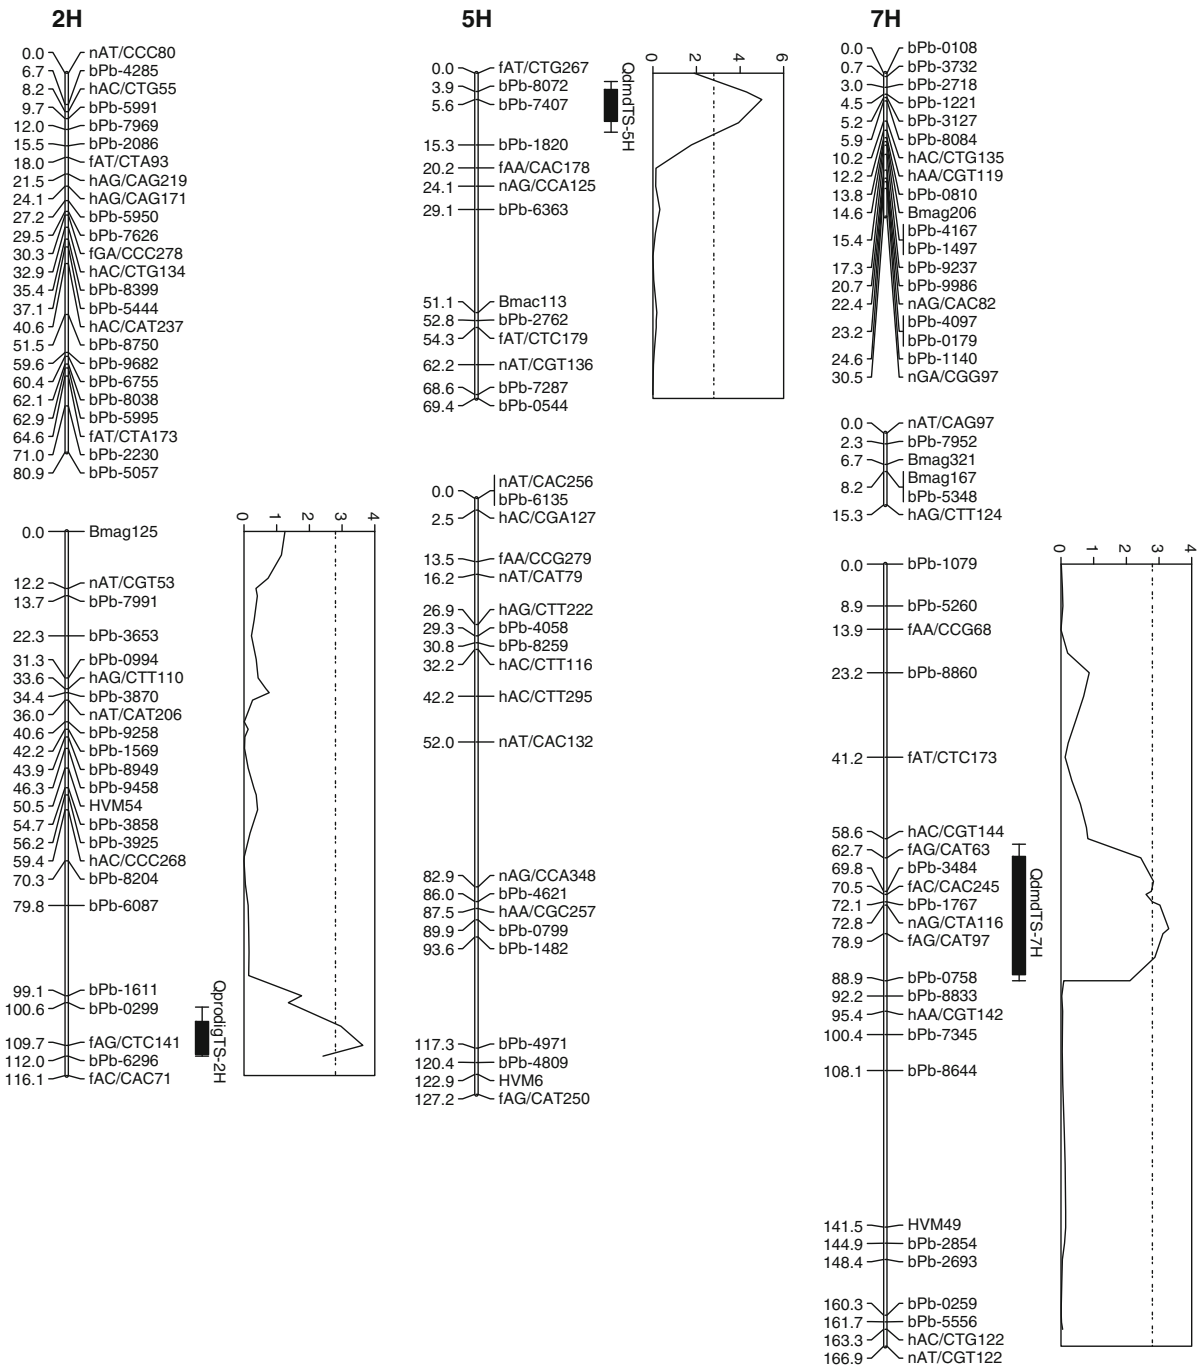 2H
0.0 nAT/CCC80
6.7 bPb-4285
8.2 hAC/CTG55
9.7 bPb-5991
12.0 bPb-7969
15.5 bPb-2086
18.0 fAT/CTA93
21.5 hAG/CAG219
24.1 hAG/CAG171
27.2 bPb-5950
29.5 bPb-7626
30.3 fGA/CCC278
32.9 hAC/CTG134
35.4 bPb-8399
37.1 bPb-5444
40.6 hAC/CAT237
51.5 bPb-8750
59.6 bPb-9682
60.4 bPb-6755
62.1 bPb-8038
62.9 bPb-5995
64.6 fAT/CTA173
71.0 bPb-2230
80.9 bPb-5057
0.0 Bmag125
12.2 nAT/CGT53
13.7 bPb-7991
22.3 bPb-3653
31.3 bPb-0994
33.6 hAG/CTT110
34.4 bPb-3870
36.0 nAT/CAT206
40.6 bPb-9258
42.2 bPb-1569
43.9 bPb-8949
46.3 bPb-9458
50.5 HVM54
54.7 bPb-3858
56.2 bPb-3925
59.4 hAC/CCC268
70.3 bPb-8204
79.8 bPb-6087
99.1 bPb-1611
100.6 bPb-0299
109.7 fAG/CTC141
112.0 bPb-6296
116.1 fAC/CAC71
QprodigTS-2H
0 1 2 3 4
5H
0.0 fAT/CTG267
3.9 bPb-8072
5.6 bPb-7407
15.3 bPb-1820
20.2 fAA/CAC178
24.1 nAG/CCA125
29.1 bPb-6363
51.1 Bmac113
52.8 bPb-2762
54.3 fAT/CTC179
62.2 nAT/CGT136
68.6 bPb-7287
69.4 bPb-0544
QdmdTS-5H
0 2 4 6
0.0 nAT/CAC256
bPb-6135
2.5 hAC/CGA127
13.5 fAA/CCG279
16.2 nAT/CAT79
26.9 hAG/CTT222
29.3 bPb-4058
30.8 bPb-8259
32.2 hAC/CTT116
42.2 hAC/CTT295
52.0 nAT/CAC132
82.9 nAG/CCA348
86.0 bPb-4621
87.5 hAA/CGC257
89.9 bPb-0799
93.6 bPb-1482
117.3 bPb-4971
120.4 bPb-4809
122.9 HVM6
127.2 fAG/CAT250
7H
0.0 bPb-0108
0.7 bPb-3732
3.0 bPb-2718
4.5 bPb-1221
5.2 bPb-3127
5.9 bPb-8084
10.2 hAC/CTG135
12.2 hAA/CGT119
13.8 bPb-0810
14.6 Bmag206
15.4 bPb-4167
bPb-1497
17.3 bPb-9237
20.7 bPb-9986
22.4 nAG/CAC82
23.2 bPb-4097
bPb-0179
24.6 bPb-1140
30.5 nGA/CGG97
0.0 nAT/CAG97
2.3 bPb-7952
6.7 Bmag321
8.2 Bmag167
bPb-5348
15.3 hAG/CTT124
0.0 bPb-1079
8.9 bPb-5260
13.9 fAA/CCG68
23.2 bPb-8860
41.2 fAT/CTC173
58.6 hAC/CGT144
62.7 fAG/CAT63
69.8 bPb-3484
70.5 fAC/CAC245
72.1 bPb-1767
72.8 nAG/CTA116
78.9 fAG/CAT97
88.9 bPb-0758
92.2 bPb-8833
95.4 hAA/CGT142
100.4 bPb-7345
108.1 bPb-8644
141.5 HVM49
144.9 bPb-2854
148.4 bPb-2693
160.3 bPb-0259
161.7 bPb-5556
163.3 hAC/CTG122
166.9 nAT/CGT122
QdmdTS-7H
0 1 2 3 4